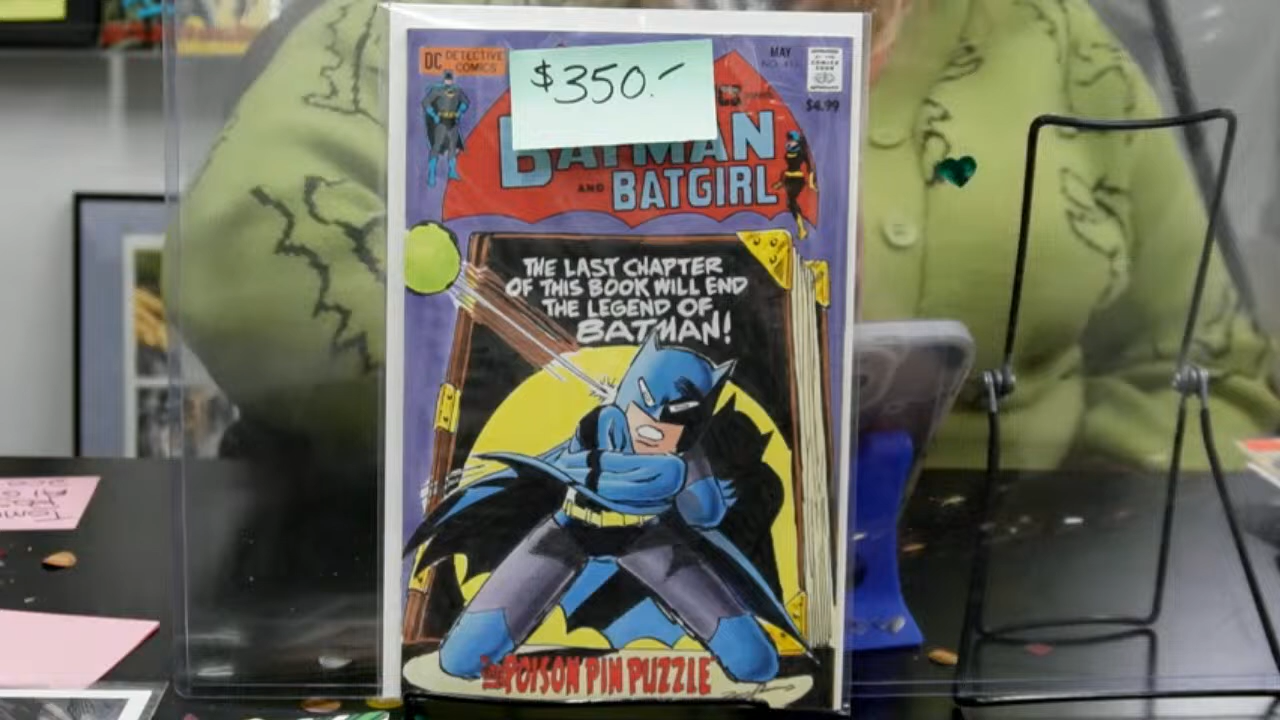 $350.-
DC DETECTIVE
COMICS
MAY
$4.99
BATMAN
AND BATGIRL
THE LAST CHAPTER
OF THIS BOOK WILL END
THE LEGEND OF
BATMAN!
THE POISON PIN PUZZLE